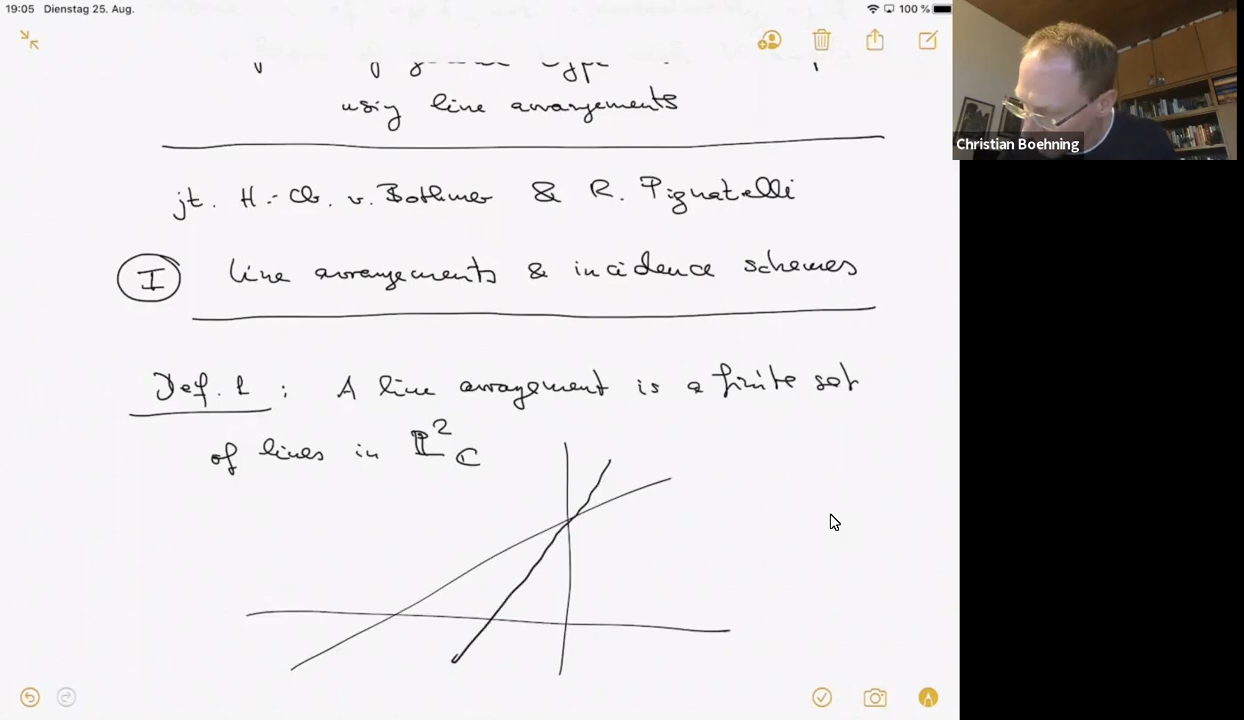 19:05 Dienstag 25. Aug.
100 %
using line arrangements
jt. H.-Ch. v. Bothmer & R. Pignatelli
I line arrangements & incidence schemes
Def. 1 : A line arrangement is a finite set
of lines in ℙ²ℂ
Christian Boehning